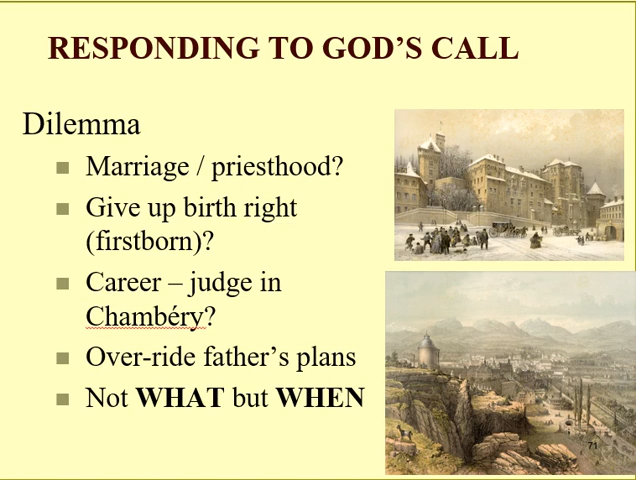 RESPONDING TO GOD’S CALL
Dilemma
Marriage / priesthood?
Give up birth right
(firstborn)?
Career – judge in
Chambéry?
Over-ride father’s plans
Not WHAT but WHEN
71